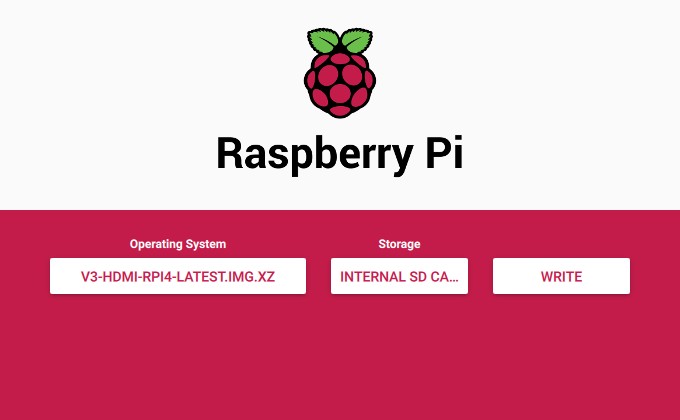 Raspberry Pi
Operating System
Storage
V3-HDMI-RPI4-LATEST.IMG.XZ
INTERNAL SD CA...
WRITE